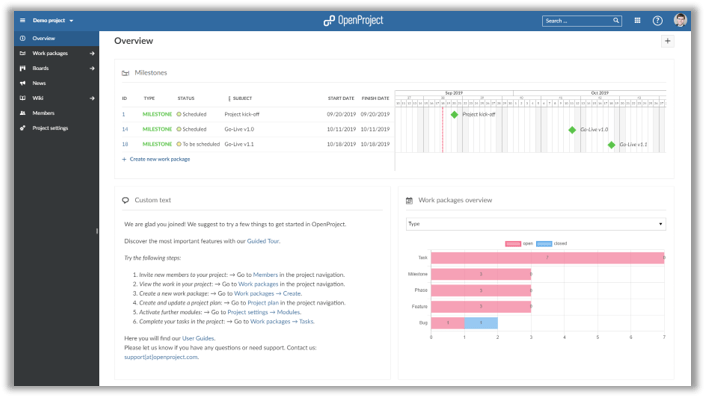 Demo project
OpenProject
Search ...
?
Overview
Work packages
Boards
News
Wiki
Members
Project settings
Overview
+
Milestones
Sep 2019 Oct 2019
ID TYPE STATUS SUBJECT START DATE FINISH DATE
1 MILESTONE Scheduled Project kick-off 09/20/2019 09/20/2019 Project kick-off
14 MILESTONE Scheduled Go-Live v1.0 10/11/2019 10/11/2019 Go-Live v1.0
18 MILESTONE To be scheduled Go-Live v1.1 10/18/2019 10/18/2019 Go-Live v1.1
+ Create new work package
Custom text
We are glad you joined! We suggest to try a few things to get started in OpenProject.
Discover the most important features with our Guided Tour.
Try the following steps:
1. Invite new members to your project: → Go to Members in the project navigation.
2. View the work in your project: → Go to Work packages in the project navigation.
3. Create a new work package: → Go to Work packages → Create.
4. Create and update a project plan: → Go to Project plan in the project navigation.
5. Activate further modules: → Go to Project settings → Modules.
6. Complete your tasks in the project: → Go to Work packages → Tasks.
Here you will find our User Guides.
Please let us know if you have any questions or need support. Contact us:
support[at]openproject.com.
Work packages overview
Type
open closed
Task 7
Milestone 3
Phase 3
Feature 3
Bug 1 1
0 1 2 3 4 5 6 7